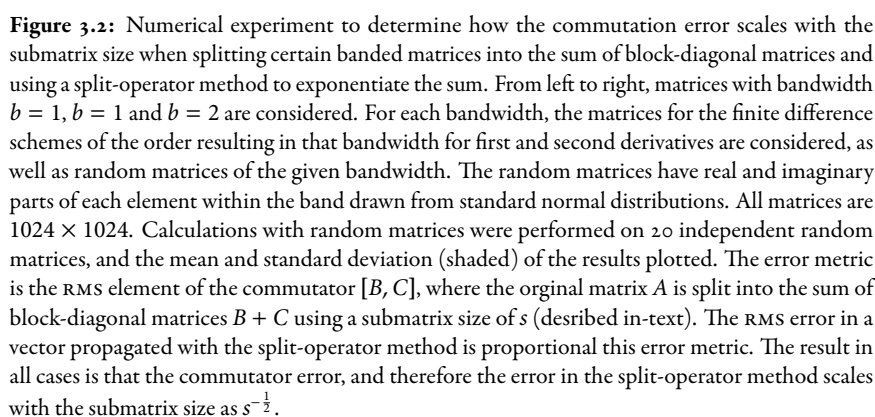 Figure 3.2: Numerical experiment to determine how the commutation error scales with the
submatrix size when splitting certain banded matrices into the sum of block-diagonal matrices and
using a split-operator method to exponentiate the sum. From left to right, matrices with bandwidth
b = 1, b = 1 and b = 2 are considered. For each bandwidth, the matrices for the finite difference
schemes of the order resulting in that bandwidth for first and second derivatives are considered, as
well as random matrices of the given bandwidth. The random matrices have real and imaginary
parts of each element within the band drawn from standard normal distributions. All matrices are
1024 × 1024. Calculations with random matrices were performed on 20 independent random
matrices, and the mean and standard deviation (shaded) of the results plotted. The error metric
is the RMS element of the commutator [B, C], where the orginal matrix A is split into the sum of
block-diagonal matrices B + C using a submatrix size of s (desribed in-text). The RMS error in a
vector propagated with the split-operator method is proportional this error metric. The result in
all cases is that the commutator error, and therefore the error in the split-operator method scales
with the submatrix size as s^{-\frac{1}{2}}.